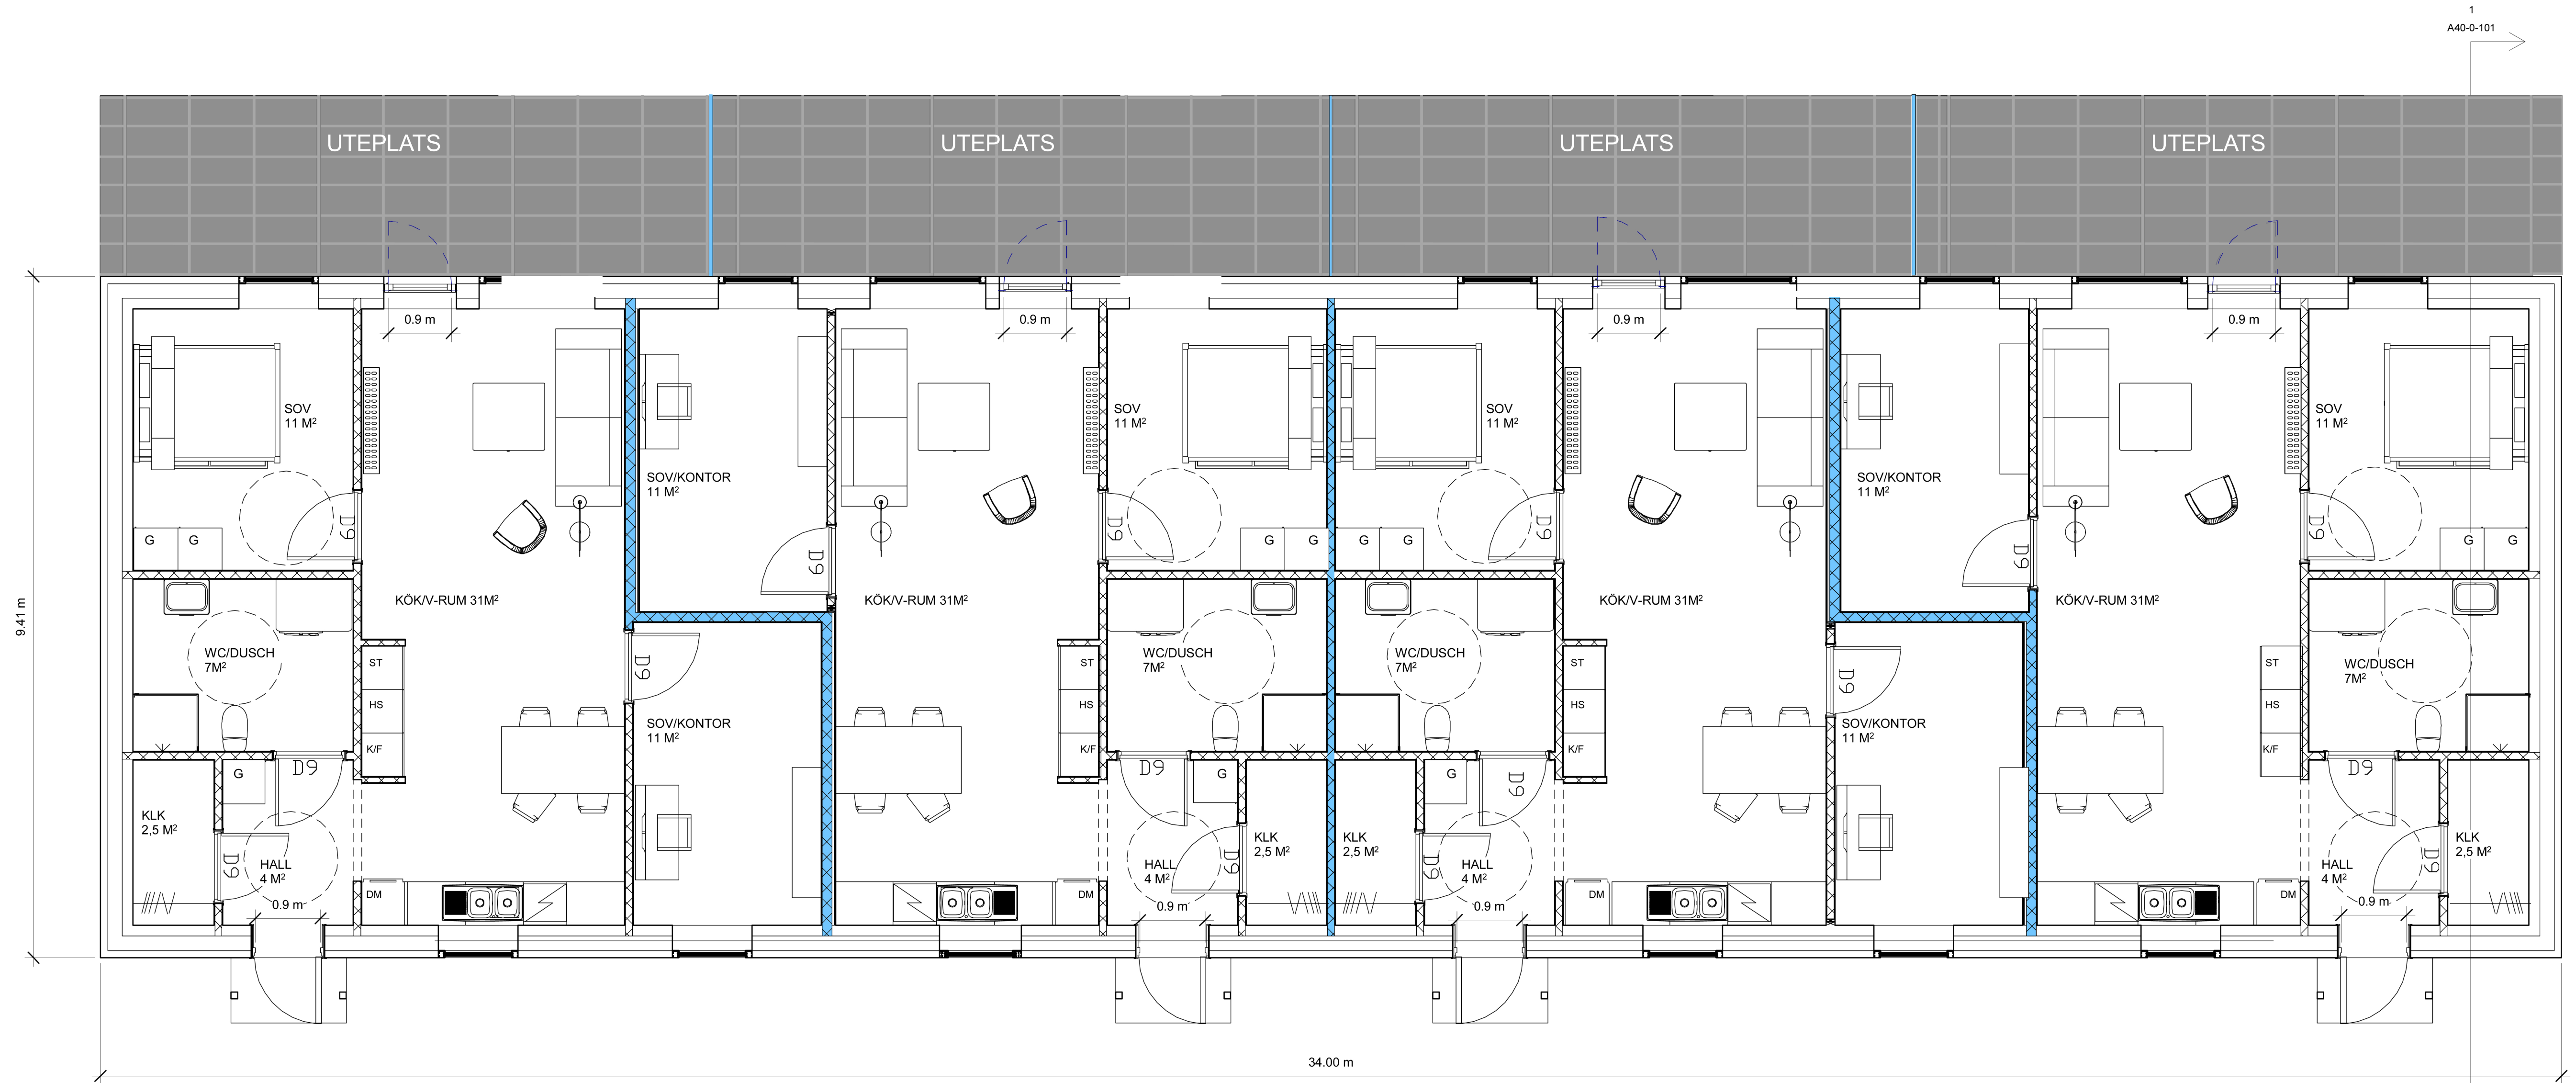 1
A40-0-101
UTEPLATS
UTEPLATS
UTEPLATS
UTEPLATS
0.9 m
0.9 m
0.9 m
0.9 m
9.41 m
SOV
11 M²
SOV/KONTOR
11 M²
SOV
11 M²
SOV
11 M²
SOV/KONTOR
11 M²
SOV
11 M²
D9
D9
D9
D9
D9
D9
G
G
G
G
G
G
G
G
KÖK/V-RUM 31M²
KÖK/V-RUM 31M²
KÖK/V-RUM 31M²
KÖK/V-RUM 31M²
WC/DUSCH
7M²
ST
HS
K/F
D9
SOV/KONTOR
11 M²
ST
HS
K/F
WC/DUSCH
7M²
WC/DUSCH
7M²
ST
HS
K/F
D9
SOV/KONTOR
11 M²
ST
HS
K/F
WC/DUSCH
7M²
G
D9
D9
G
G
D9
D9
KLK
2,5 M²
D9
HALL
4 M²
0.9 m
DM
DM
HALL
4 M²
0.9 m
D9
KLK
2,5 M²
KLK
2,5 M²
D9
HALL
4 M²
0.9 m
DM
DM
HALL
4 M²
0.9 m
D9
KLK
2,5 M²
34.00 m